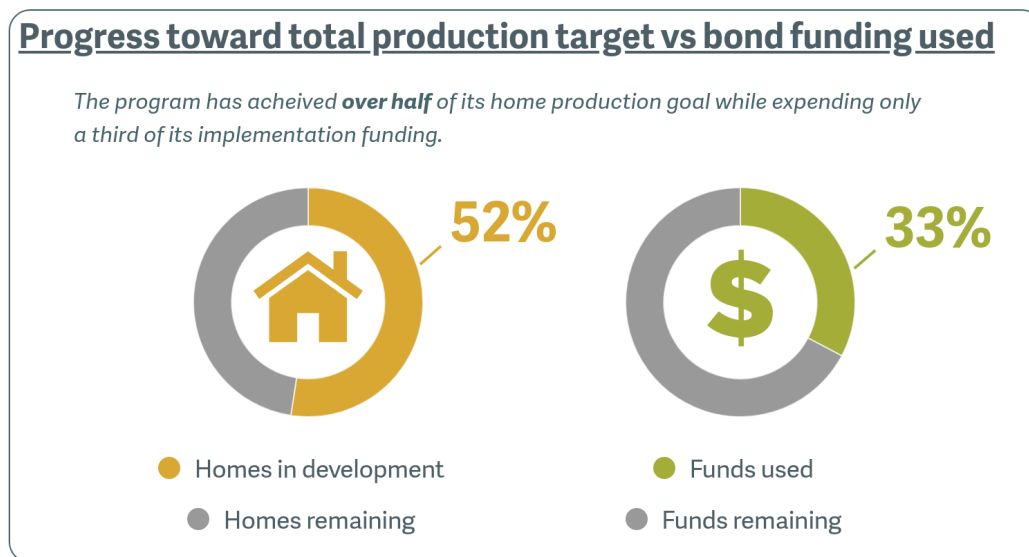 Progress toward total production target vs bond funding used
The program has acheived over half of its home production goal while expending only
a third of its implementation funding.
52%
33%
$
Homes in development
Homes remaining
Funds used
Funds remaining